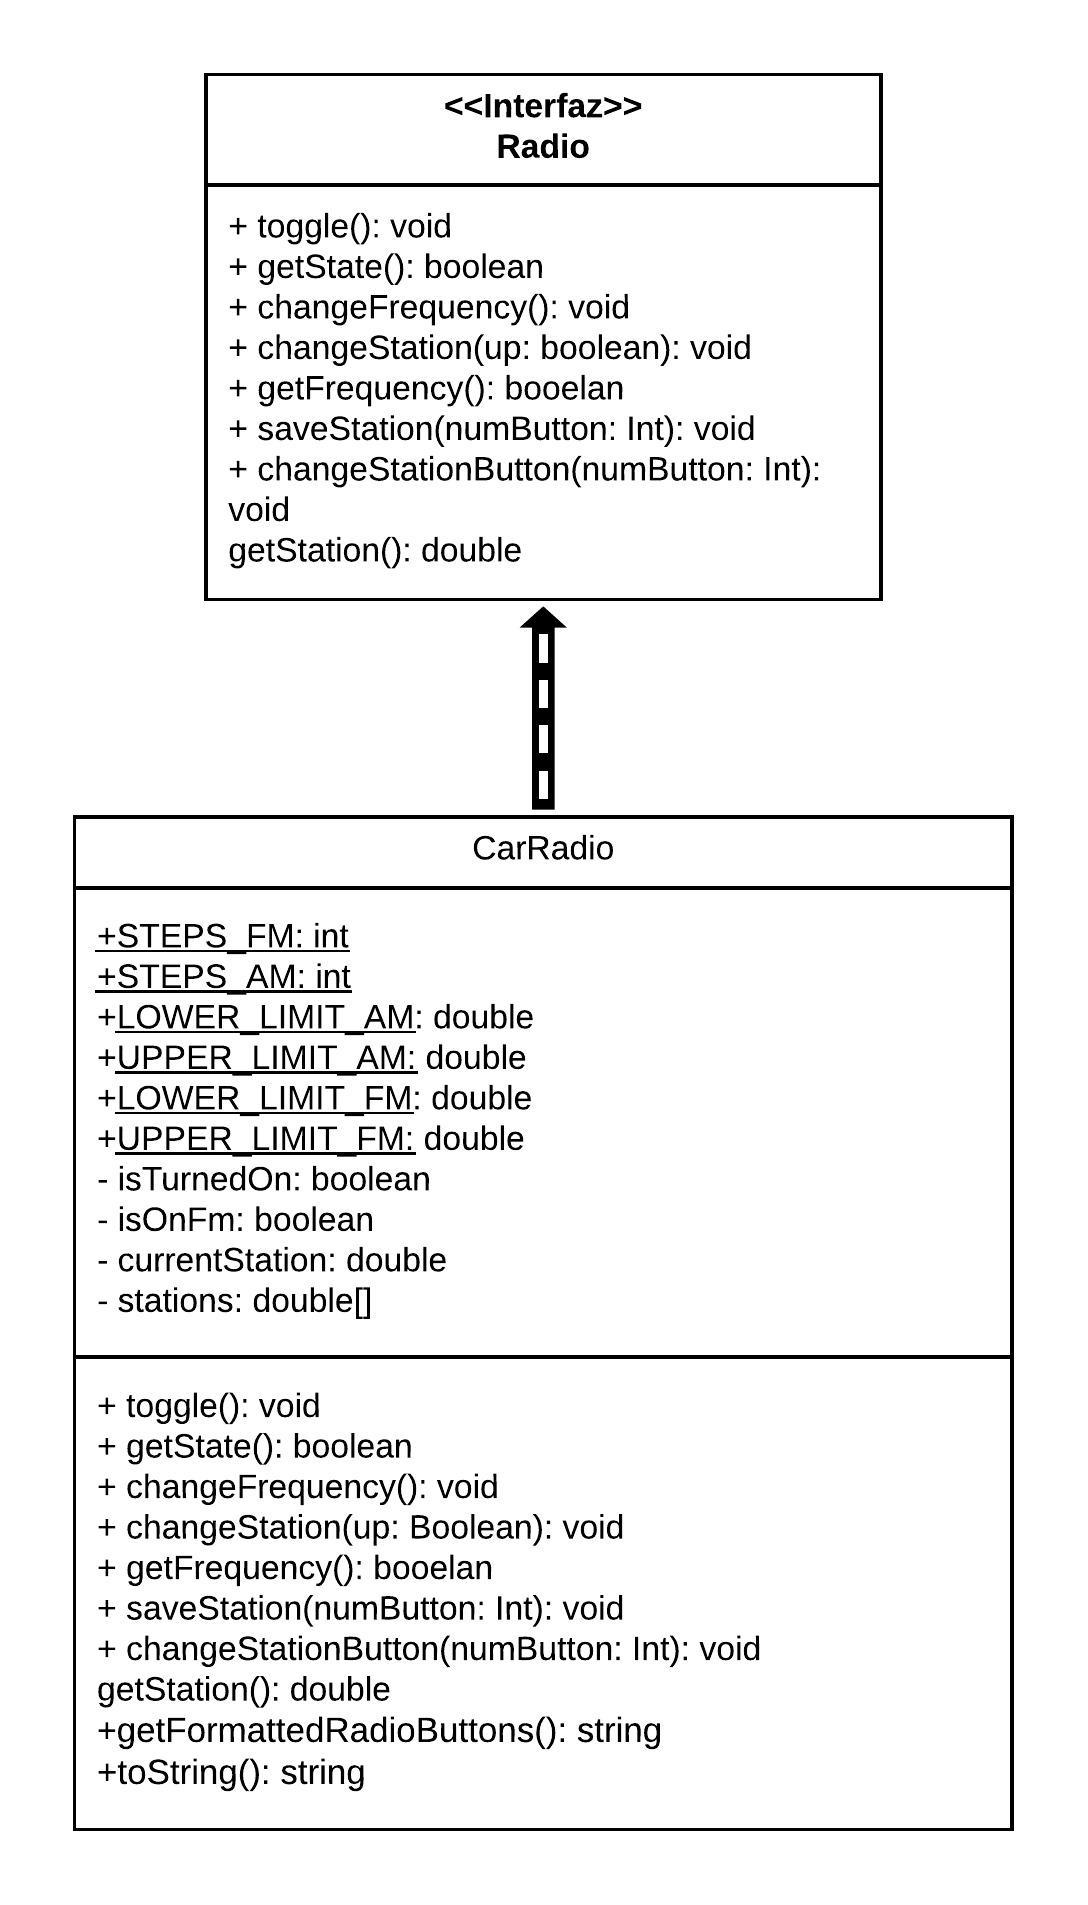 <<Interfaz>>
Radio
+ toggle(): void
+ getState(): boolean
+ changeFrequency(): void
+ changeStation(up: boolean): void
+ getFrequency(): booelan
+ saveStation(numButton: Int): void
+ changeStationButton(numButton: Int):
void
getStation(): double
CarRadio
+STEPS_FM: int
+STEPS_AM: int
+LOWER_LIMIT_AM: double
+UPPER_LIMIT_AM: double
+LOWER_LIMIT_FM: double
+UPPER_LIMIT_FM: double
- isTurnedOn: boolean
- isOnFm: boolean
- currentStation: double
- stations: double[]
+ toggle(): void
+ getState(): boolean
+ changeFrequency(): void
+ changeStation(up: Boolean): void
+ getFrequency(): booelan
+ saveStation(numButton: Int): void
+ changeStationButton(numButton: Int): void
getStation(): double
+getFormattedRadioButtons(): string
+toString(): string